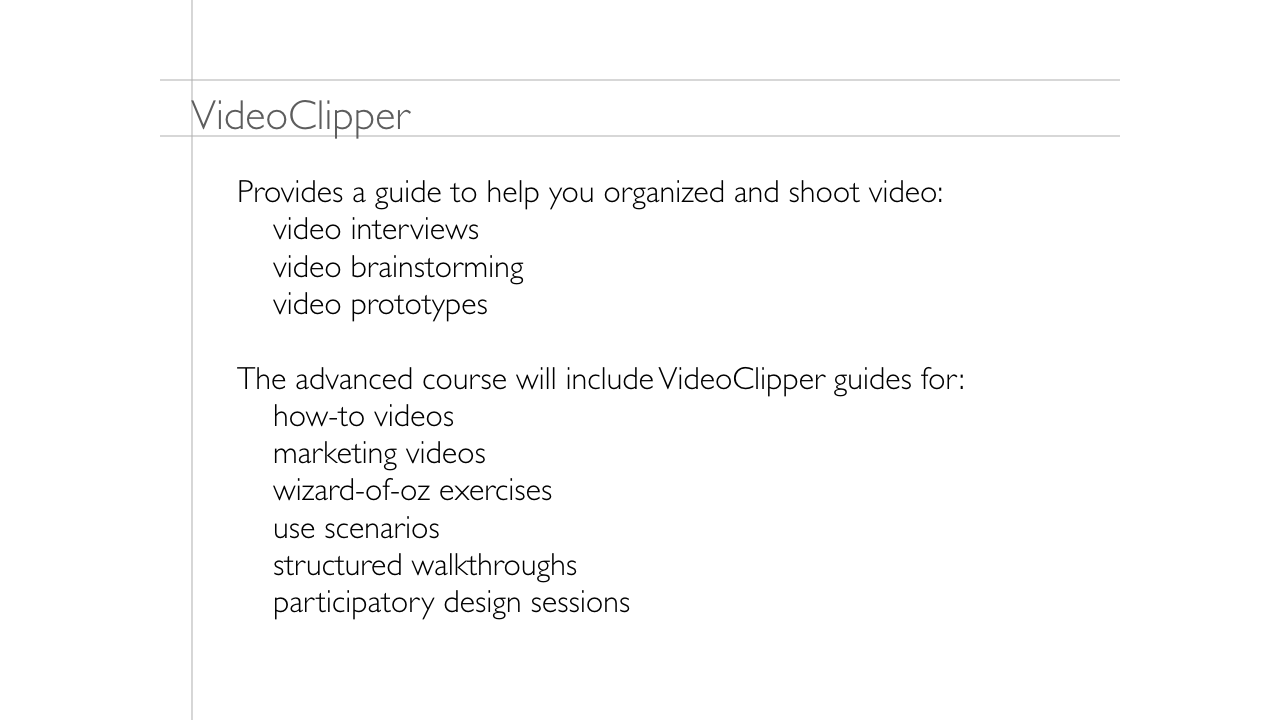 VideoClipper
Provides a guide to help you organized and shoot video:
video interviews
video brainstorming
video prototypes
The advanced course will include VideoClipper guides for:
how-to videos
marketing videos
wizard-of-oz exercises
use scenarios
structured walkthroughs
participatory design sessions